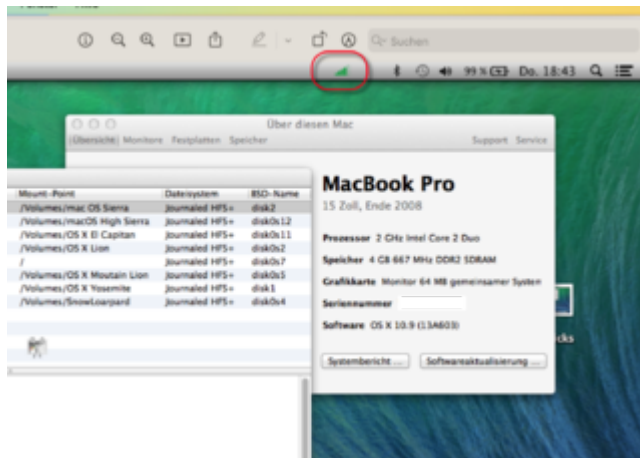 Suchen
99 % Do. 18:43
Über diesen Mac
Übersicht Monitore Festplatten Speicher Support Service
Mount-Point Dateisystem BSD-Name
/Volumes/mac OS Sierra Journaled HFS+ disk2
/Volumes/macOS High Sierra Journaled HFS+ disk0s12
/Volumes/OS X El Capitan Journaled HFS+ disk0s11
/Volumes/OS X Lion Journaled HFS+ disk0s2
/ Journaled HFS+ disk0s7
/Volumes/OS X Moutain Lion Journaled HFS+ disk0s5
/Volumes/OS X Yosemite Journaled HFS+ disk1
/Volumes/SnowLoarpard Journaled HFS+ disk0s4
MacBook Pro
15 Zoll, Ende 2008
Prozessor 2 GHz Intel Core 2 Duo
Speicher 4 GB 667 MHz DDR2 SDRAM
Grafikkarte Monitor 64 MB gemeinsamer System
Seriennummer
Software OS X 10.9 (13A603)
Systembericht ... Softwareaktualisierung ...
cks